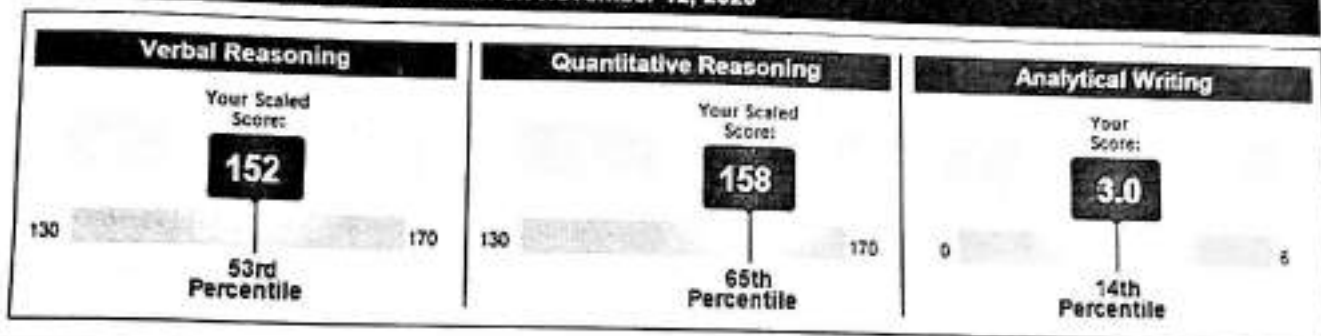 Verbal Reasoning
Your Scaled
Score:
152
130
170
53rd
Percentile
Quantitative Reasoning
Your Scaled
Score:
158
130
170
65th
Percentile
Analytical Writing
Your
Score:
3.0
0
6
14th
Percentile